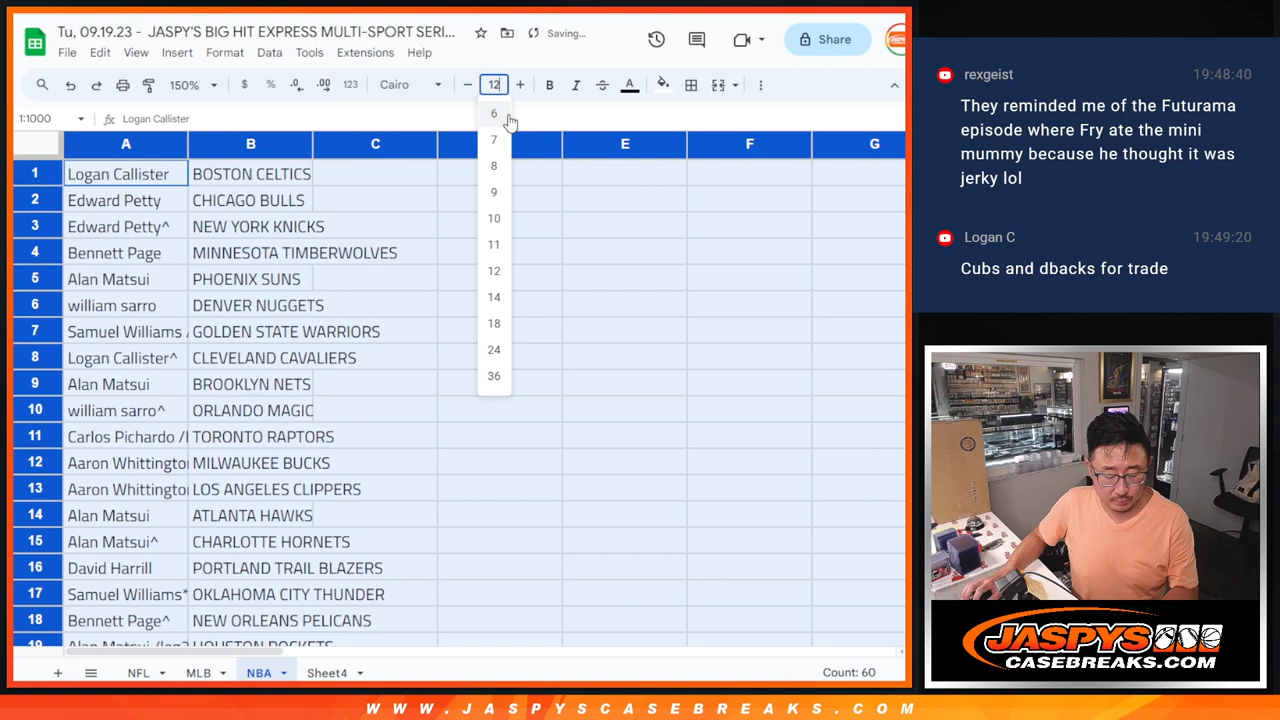 Tu, 09.19.23 - JASPY'S BIG HIT EXPRESS MULTI-SPORT SERI...
Saving...
File Edit View Insert Format Data Tools Extensions Help
Share
150% $ % .0 .00 123 Cairo 12 B I S A
1:1000 Logan Callister
A B C E F G
1 Logan Callister BOSTON CELTICS
2 Edward Petty CHICAGO BULLS
3 Edward Petty^ NEW YORK KNICKS
4 Bennett Page MINNESOTA TIMBERWOLVES
5 Alan Matsui PHOENIX SUNS
6 william sarro DENVER NUGGETS
7 Samuel Williams / GOLDEN STATE WARRIORS
8 Logan Callister^ CLEVELAND CAVALIERS
9 Alan Matsui BROOKLYN NETS
10 william sarro^ ORLANDO MAGIC
11 Carlos Pichardo / TORONTO RAPTORS
12 Aaron Whittington MILWAUKEE BUCKS
13 Aaron Whittington LOS ANGELES CLIPPERS
14 Alan Matsui ATLANTA HAWKS
15 Alan Matsui^ CHARLOTTE HORNETS
16 David Harrill PORTLAND TRAIL BLAZERS
17 Samuel Williams* OKLAHOMA CITY THUNDER
18 Bennett Page^ NEW ORLEANS PELICANS
19 Alan Matsui HOUSTON ROCKETS
6
7
8
9
10
11
12
14
18
24
36
NFL MLB NBA Sheet4 Count: 60
rexgeist 19:48:40
They reminded me of the Futurama
episode where Fry ate the mini
mummy because he thought it was
jerky lol
Logan C 19:49:20
Cubs and dbacks for trade
JASPYS
CASEBREAKS.COM
WWW.JASPYSCASEBREAKS.COM